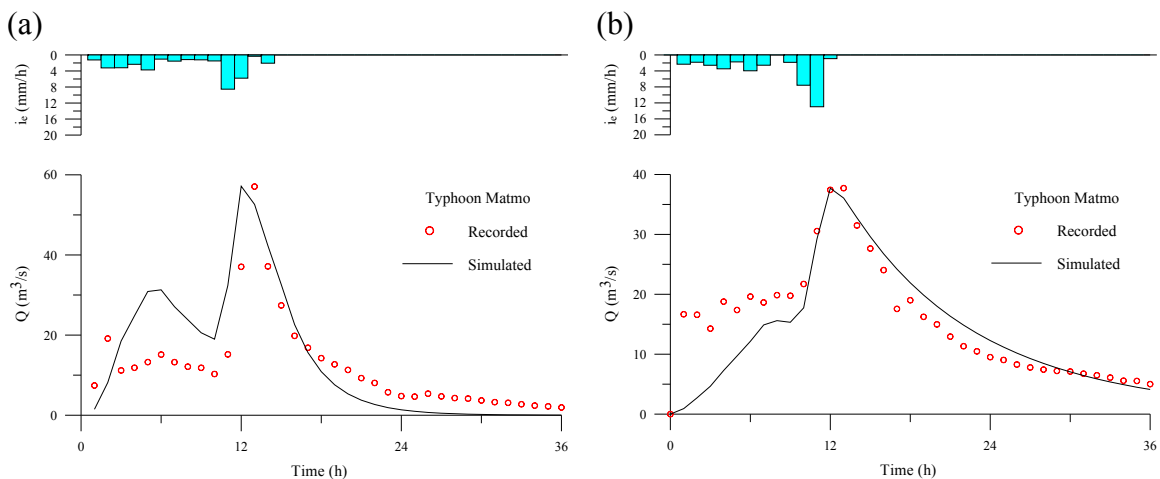 (a)
0
4
8
12
16
20
i_e (mm/h)
60
40
20
0
Q (m³/s)
Typhoon Matmo
Recorded
Simulated
0
12
24
36
Time (h)
(b)
0
4
8
12
16
20
i_e (mm/h)
40
30
20
10
0
Q (m³/s)
Typhoon Matmo
Recorded
Simulated
0
12
24
36
Time (h)